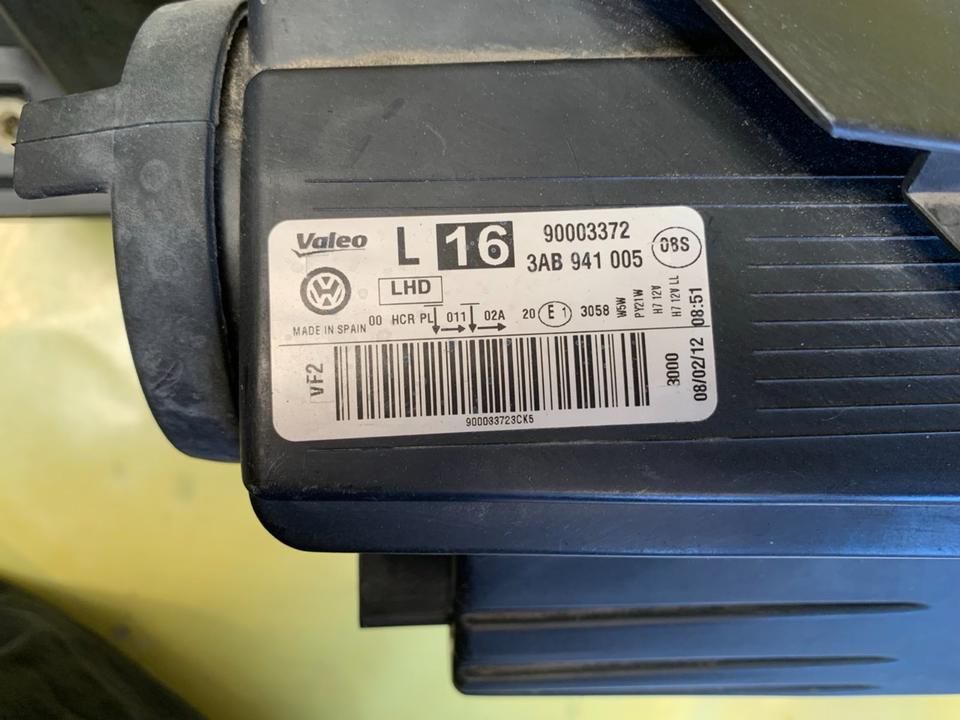 Valeo L 16 90003372 08S
3AB 941 005
LHD
MADE IN SPAIN 00 HCR PL 011 02A 20 E 1 3058
W5W
PY21W
H7 12V
H7 12V LL
VF2
3000
08/02/12 08:51
900033723CK5